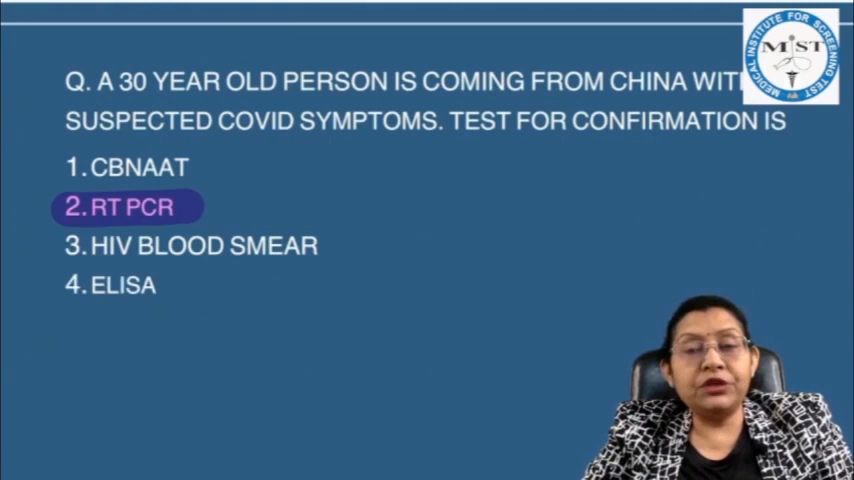 Q. A 30 YEAR OLD PERSON IS COMING FROM CHINA WITH
SUSPECTED COVID SYMPTOMS. TEST FOR CONFIRMATION IS
1. CBNAAT
2. RT PCR
3. HIV BLOOD SMEAR
4. ELISA
MEDICAL INSTITUTE FOR SCREENING TEST
MIST